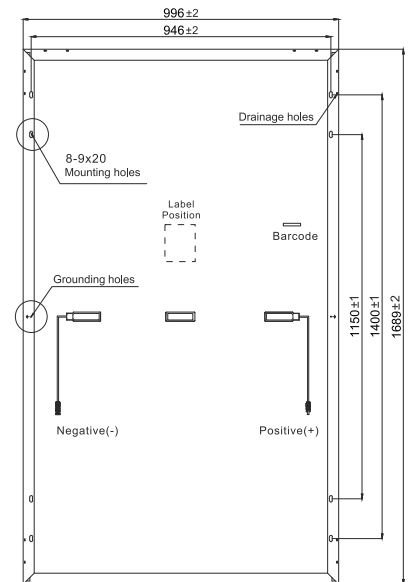 996±2
946±2
Drainage holes
8-9x20
Mounting holes
Label
Position
Barcode
Grounding holes
1150±1
1400±1
1689±2
Negative(-)
Positive(+)